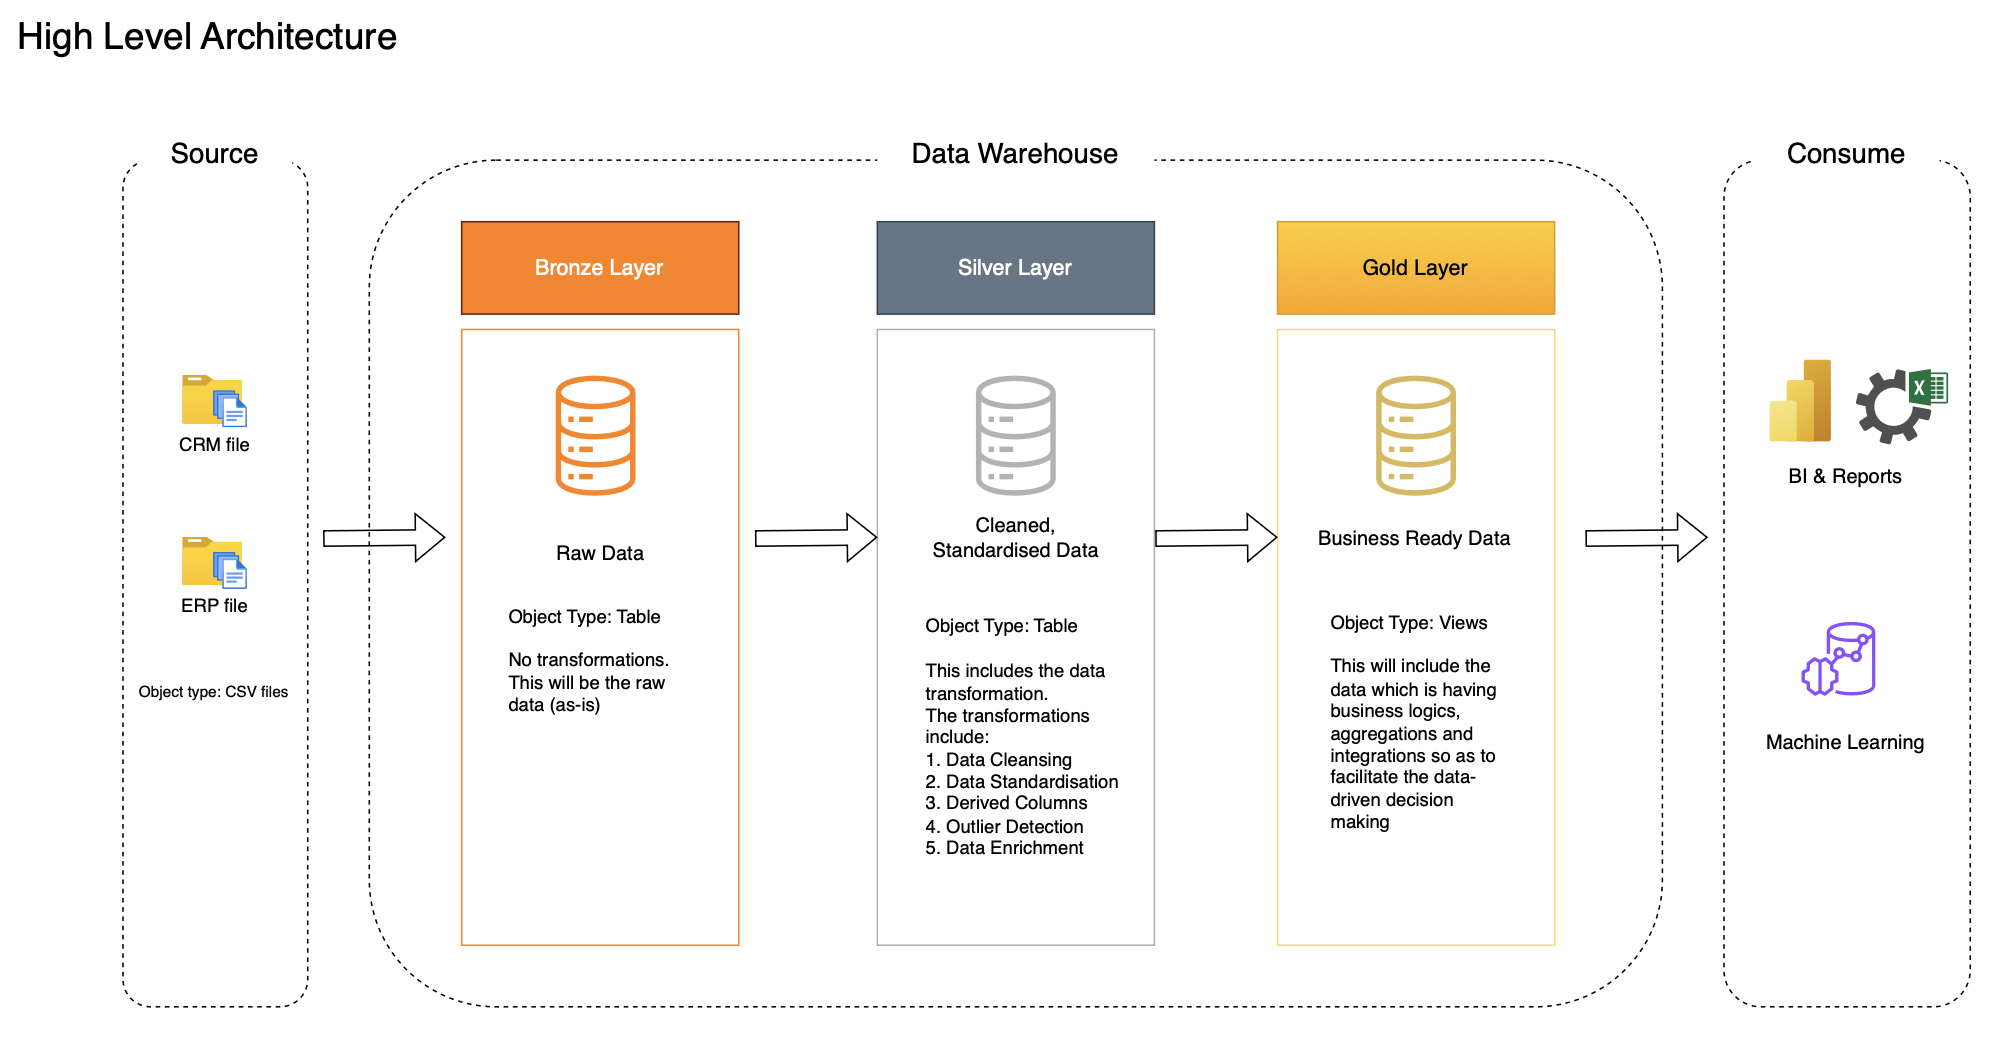 High Level Architecture
Source
CRM file
ERP file
Object type: CSV files
Data Warehouse
Bronze Layer
Raw Data
Object Type: Table
No transformations.
This will be the raw
data (as-is)
Silver Layer
Cleaned,
Standardised Data
Object Type: Table
This includes the data
transformation.
The transformations
include:
1. Data Cleansing
2. Data Standardisation
3. Derived Columns
4. Outlier Detection
5. Data Enrichment
Gold Layer
Business Ready Data
Object Type: Views
This will include the
data which is having
business logics,
aggregations and
integrations so as to
facilitate the data-
driven decision
making
Consume
X
BI & Reports
Machine Learning